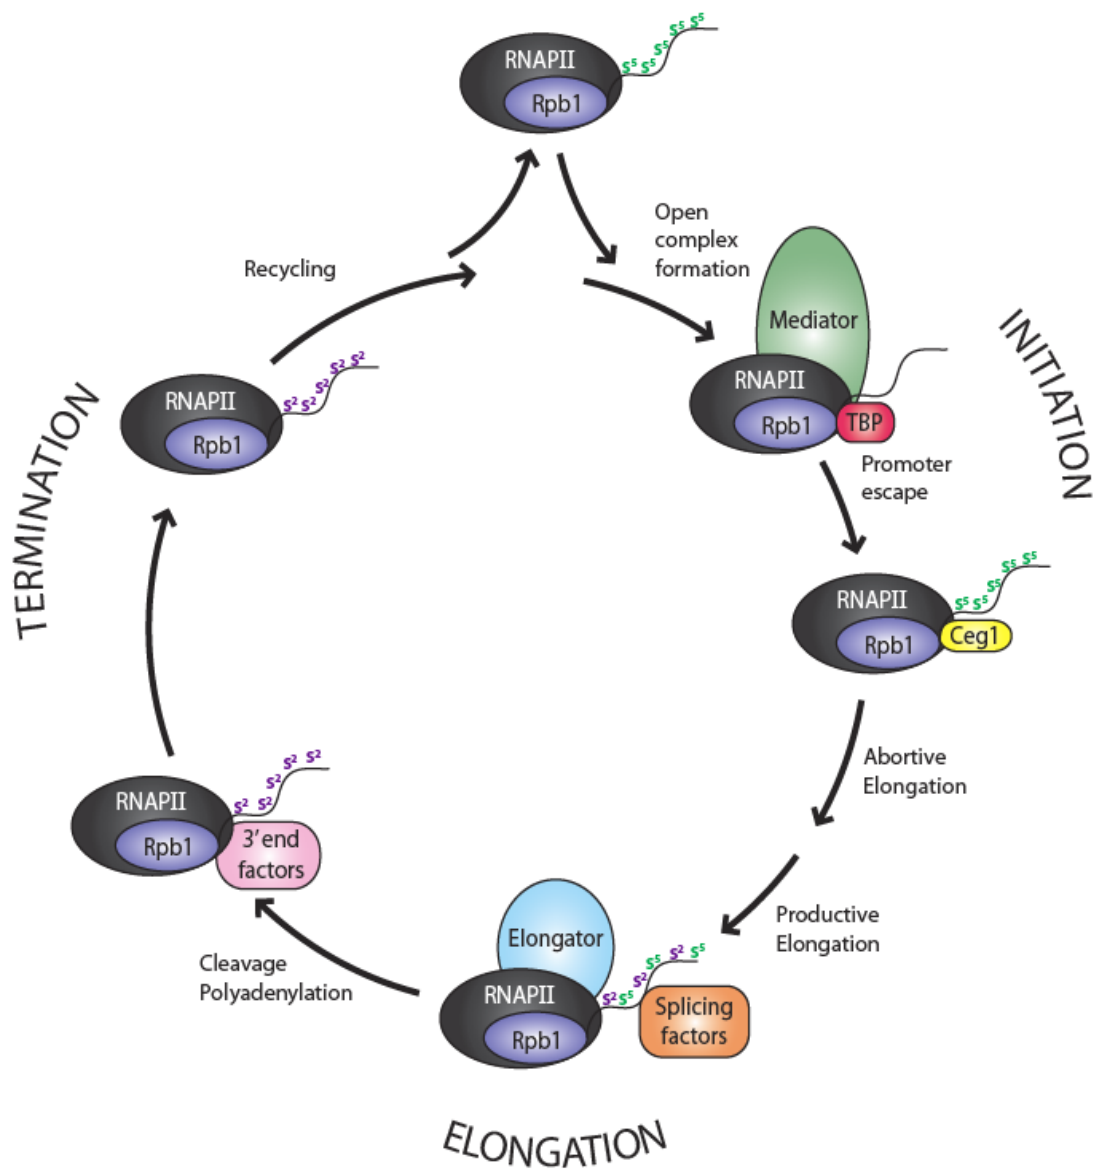 S⁵ S⁵ S⁵ S⁵ S⁵
RNAPII
Rpb1
Open
complex
formation
Mediator
RNAPII
Rpb1
TBP
INITIATION
Promoter
escape
S⁵ S⁵ S⁵ S⁵ S⁵
RNAPII
Rpb1
Ceg1
Abortive
Elongation
Productive
Elongation
Elongator
S² S⁵ S² S⁵ S² S⁵
RNAPII
Rpb1
Splicing
factors
ELONGATION
Cleavage
Polyadenylation
S² S² S² S² S²
RNAPII
Rpb1
3' end
factors
TERMINATION
S² S² S² S² S²
RNAPII
Rpb1
Recycling